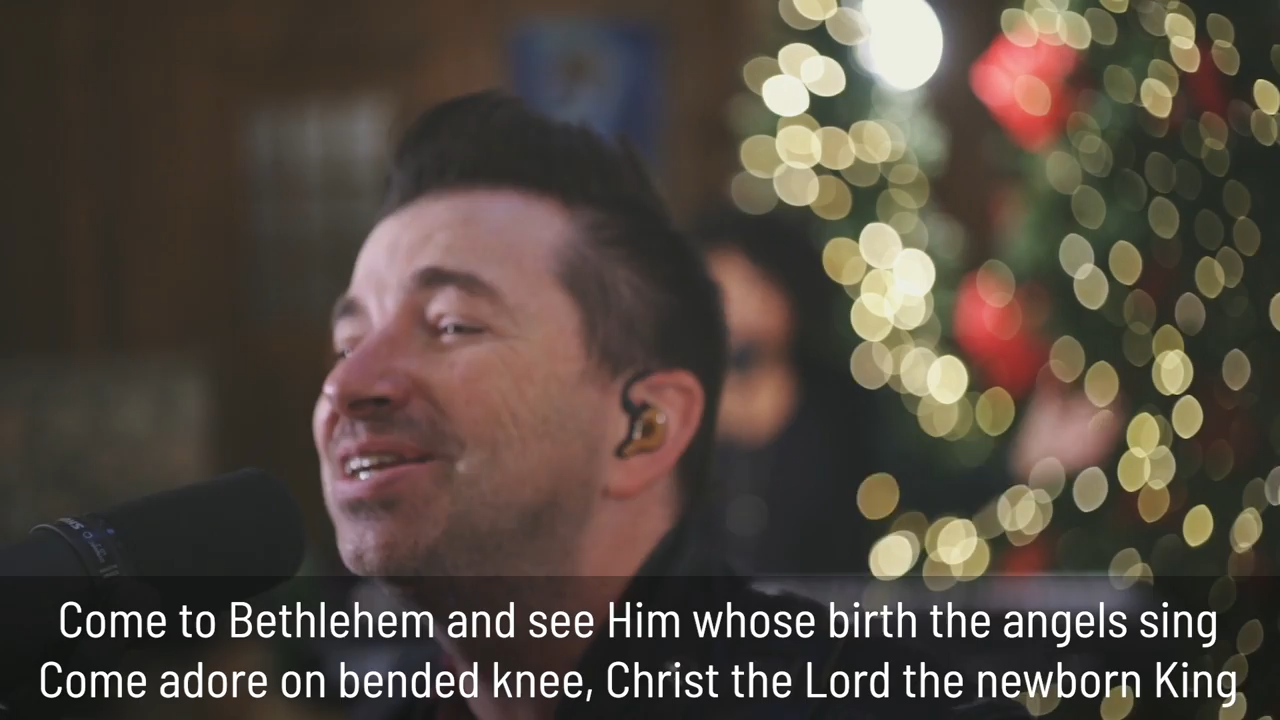 Come to Bethlehem and see Him whose birth the angels sing
Come adore on bended knee, Christ the Lord the newborn King